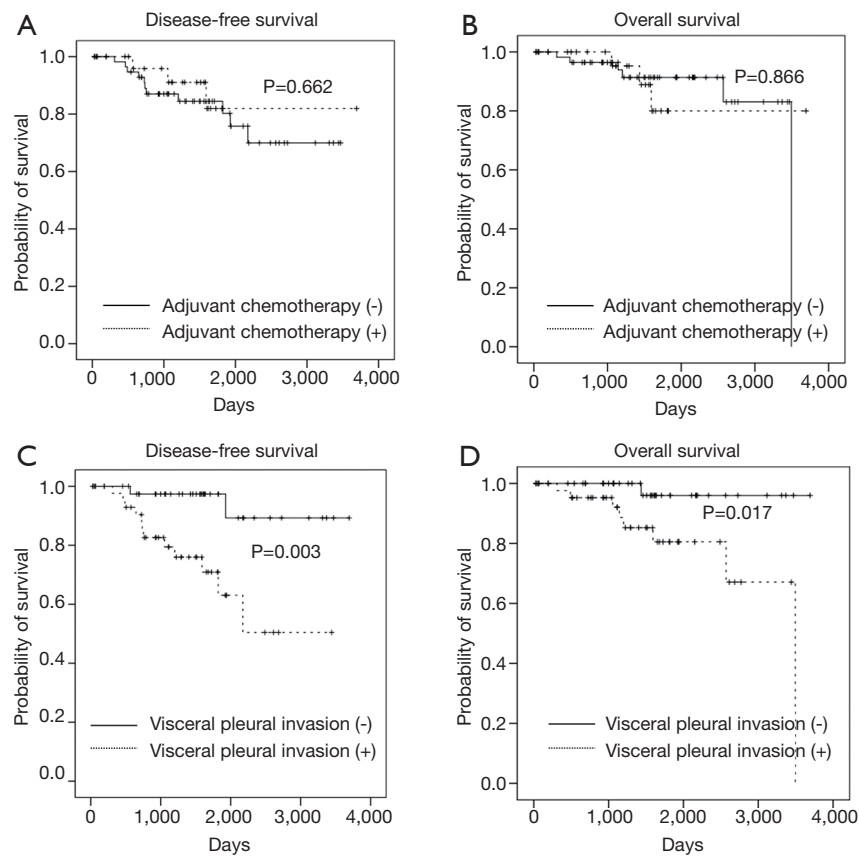 A
Disease-free survival
1.0
0.8
0.6
0.4
0.2
0.0
Probability of survival
P=0.662
Adjuvant chemotherapy (-)
Adjuvant chemotherapy (+)
0
1,000
2,000
3,000
4,000
Days
B
Overall survival
1.0
0.8
0.6
0.4
0.2
0.0
Probability of survival
P=0.866
Adjuvant chemotherapy (-)
Adjuvant chemotherapy (+)
0
1,000
2,000
3,000
4,000
Days
C
Disease-free survival
1.0
0.8
0.6
0.4
0.2
0.0
Probability of survival
P=0.003
Visceral pleural invasion (-)
Visceral pleural invasion (+)
0
1,000
2,000
3,000
4,000
Days
D
Overall survival
1.0
0.8
0.6
0.4
0.2
0.0
Probability of survival
P=0.017
Visceral pleural invasion (-)
Visceral pleural invasion (+)
0
1,000
2,000
3,000
4,000
Days